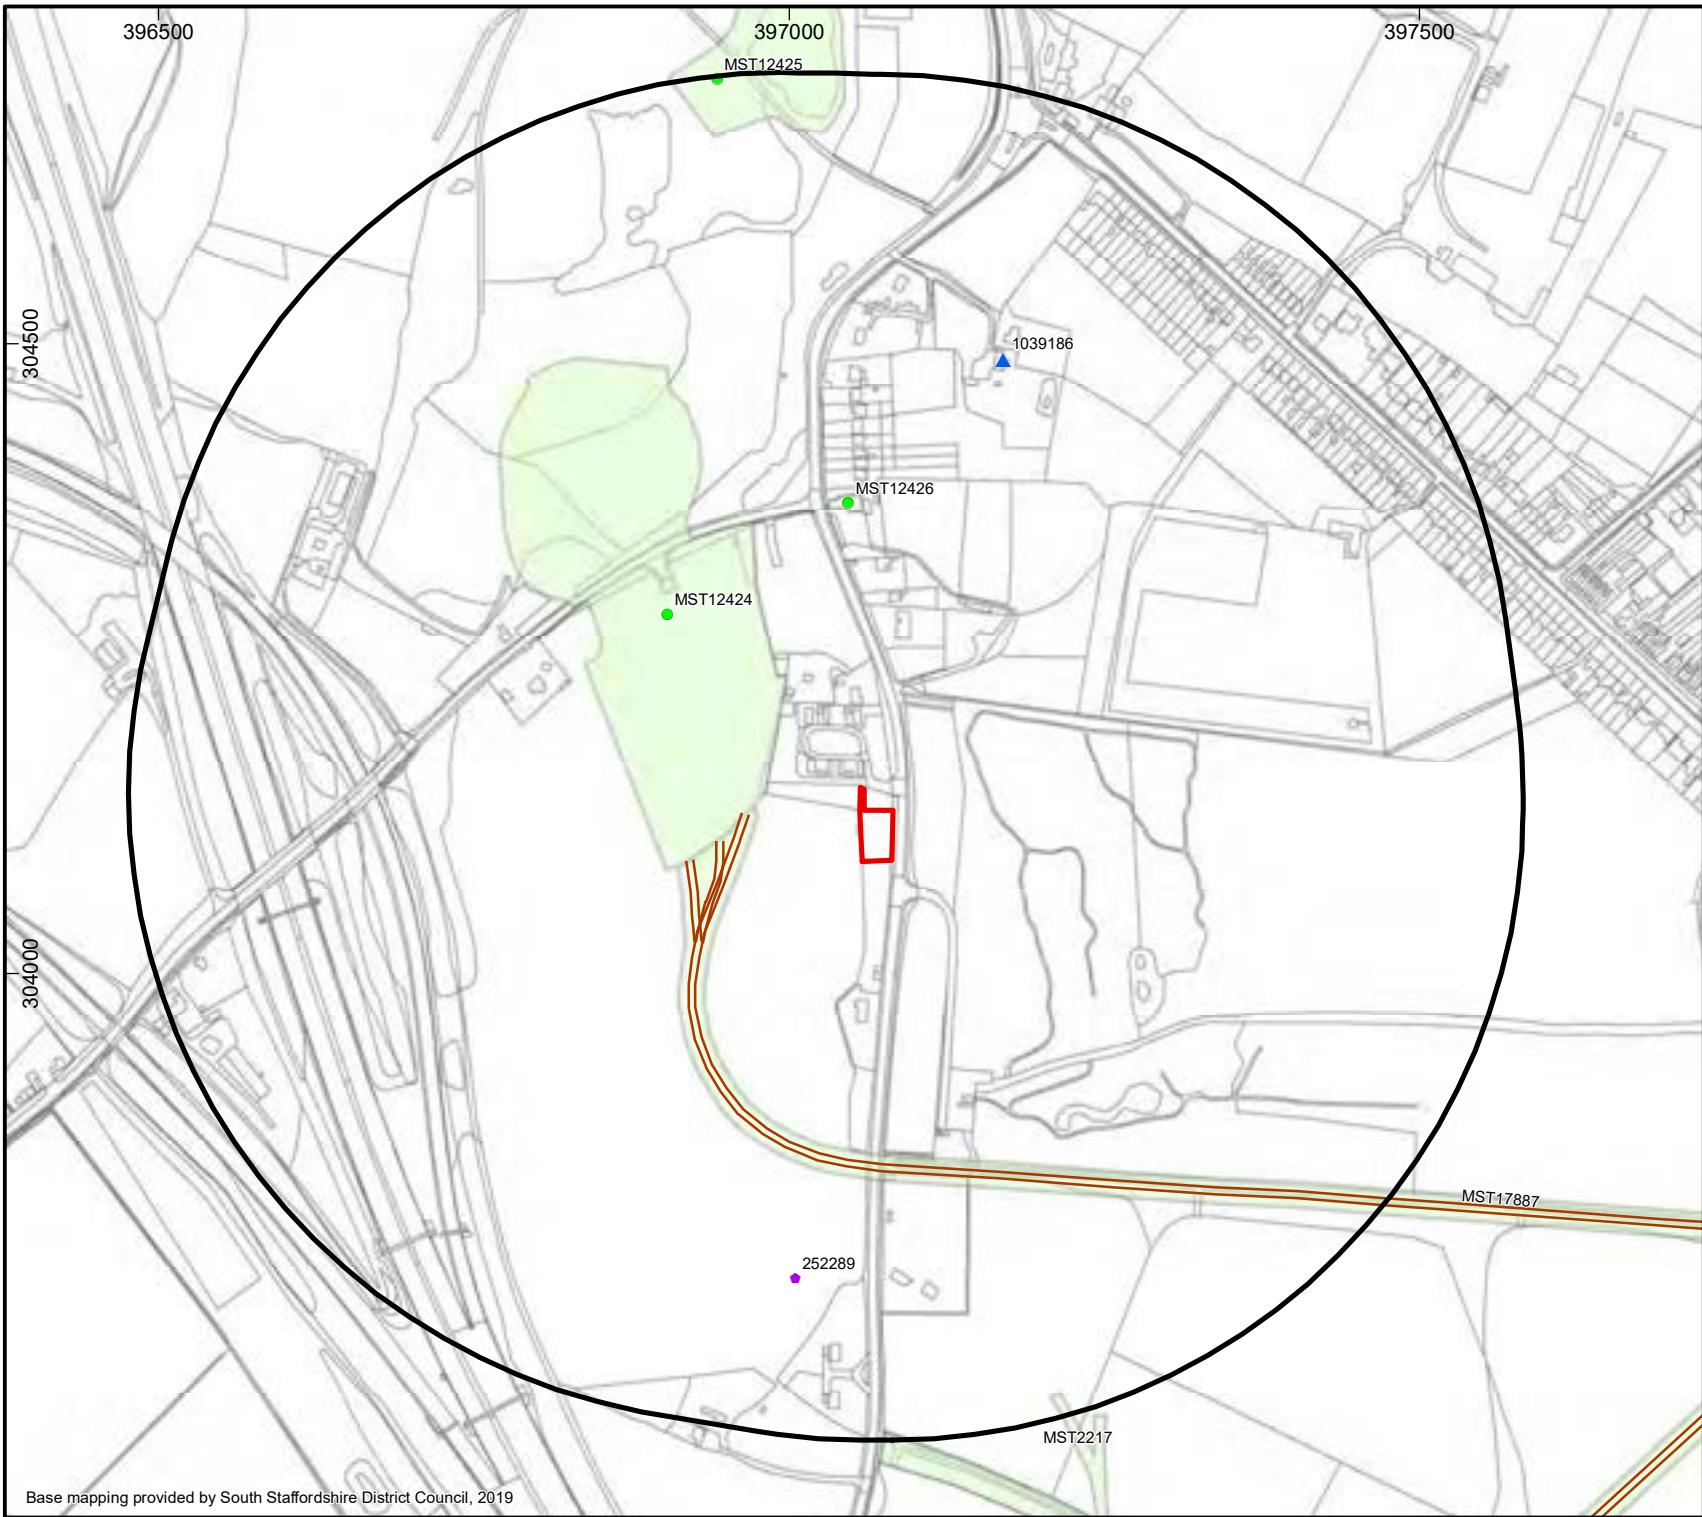 396500
397000
397500
MST12425
304500
1039186
MST12426
MST12424
304000
MST17887
252289
MST2217
Base mapping provided by South Staffordshire District Council, 2019